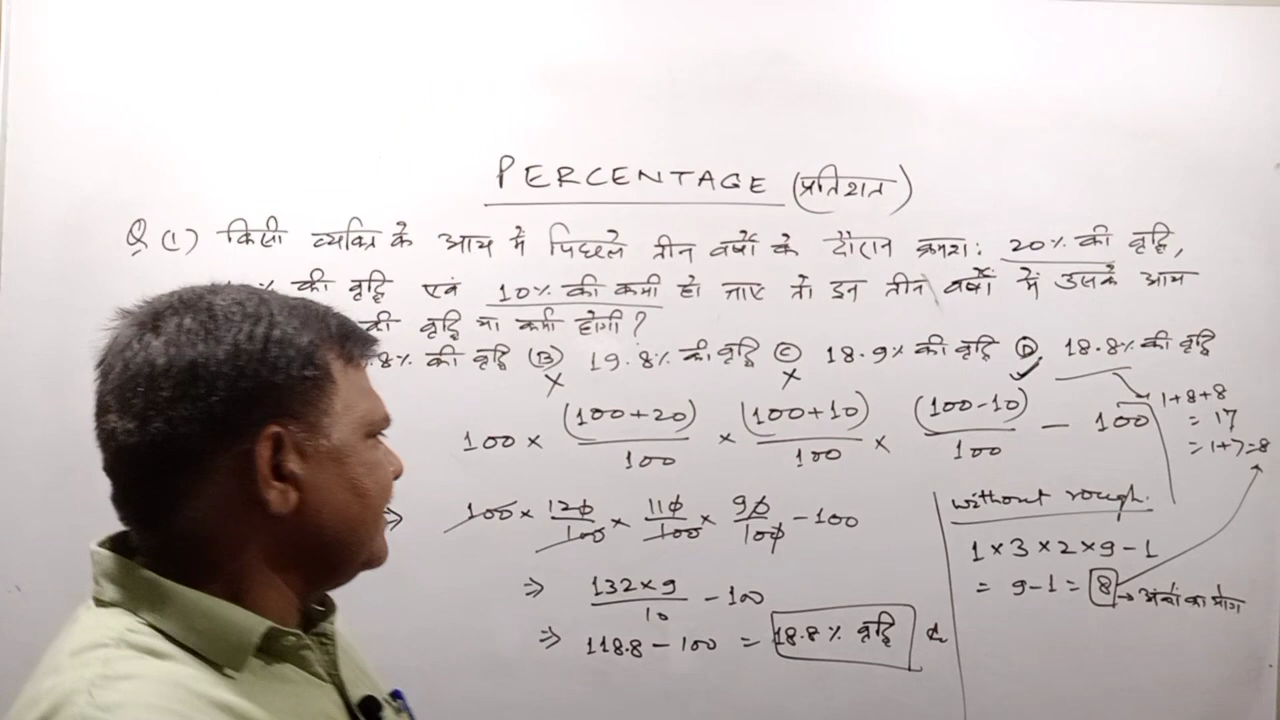 PERCENTAGE (प्रतिशत)
Q (1) किसी व्यक्ति के आय में पिछले तीन वर्षों के दौरान क्रमश: 20% की वृद्धि,
% की वृद्धि एवं 10% की कमी हो जाए तो इन तीन वर्षों में उसके आय
की वृद्धि या कमी होगी?
.8% की वृद्धि (B) 19.8% की वृद्धि (C) 18.9% की वृद्धि (D) 18.8% की वृद्धि
100 × (100+20)/100 × (100+10)/100 × (100-10)/100 - 100
1+8+8
= 17
= 1+7=8
⇒ 100 × 120/100 × 110/100 × 90/100 - 100
⇒ 132×9/10 - 100
⇒ 118.8 - 100 = 18.8% वृद्धि
without rough.
1×3×2×9-1
= 9-1 = 8 → अंकों का योग